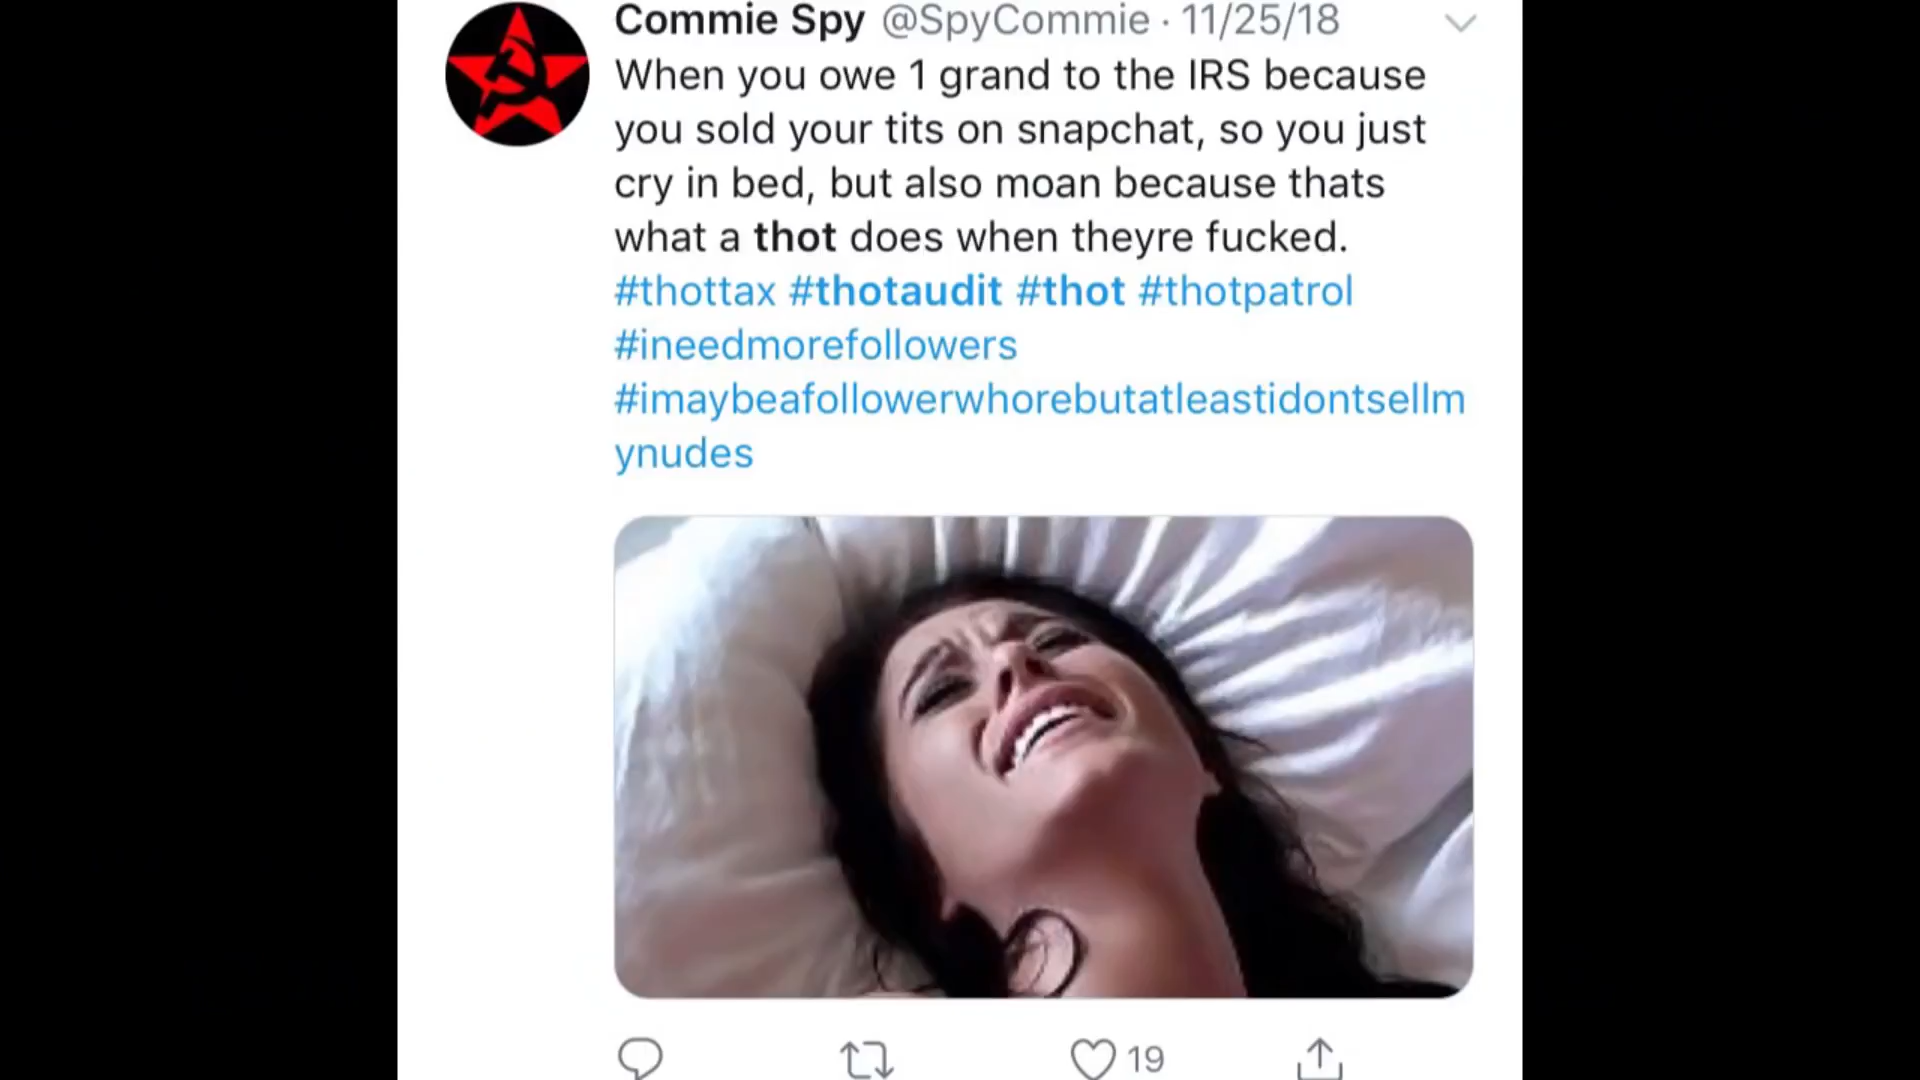 Commie Spy @SpyCommie · 11/25/18
When you owe 1 grand to the IRS because
you sold your tits on snapchat, so you just
cry in bed, but also moan because thats
what a thot does when theyre fucked.
#thottax #thotaudit #thot #thotpatrol
#ineedmorefollowers
#imaybeafollowerwhorebutatleastidontsellm
ynudes
19